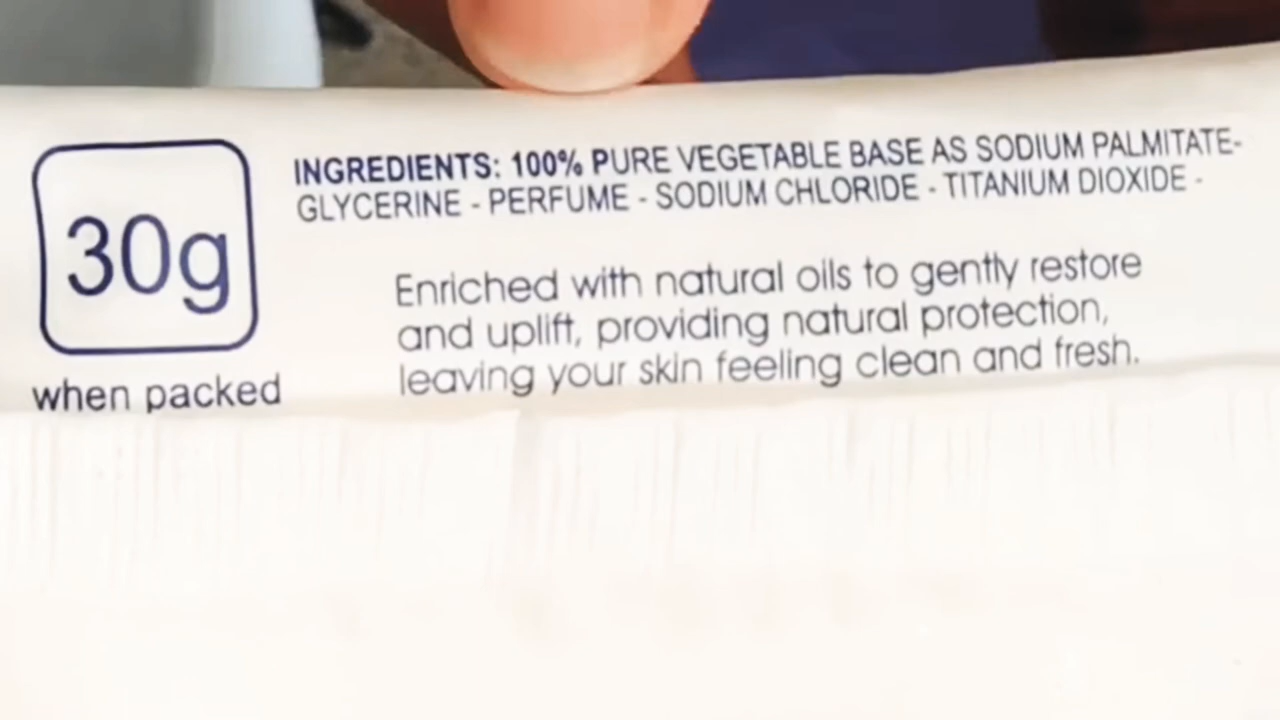 30g
when packed
INGREDIENTS: 100% PURE VEGETABLE BASE AS SODIUM PALMITATE-
GLYCERINE - PERFUME - SODIUM CHLORIDE - TITANIUM DIOXIDE -
Enriched with natural oils to gently restore
and uplift, providing natural protection,
leaving your skin feeling clean and fresh.